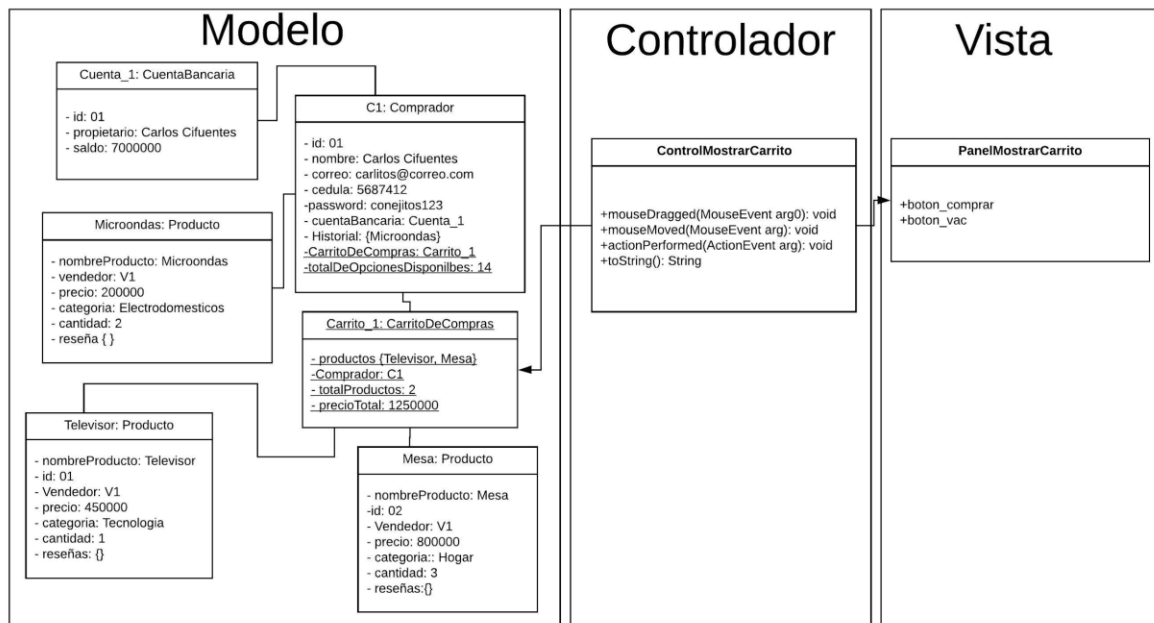 Modelo
Cuenta_1: CuentaBancaria
- id: 01
- propietario: Carlos Cifuentes
- saldo: 7000000
C1: Comprador
- id: 01
- nombre: Carlos Cifuentes
- correo: carlitos@correo.com
- cedula: 5687412
-password: conejitos123
- cuentaBancaria: Cuenta_1
- Historial: {Microondas}
-CarritoDeCompras: Carrito_1
-totalDeOpcionesDisponilbes: 14
Microondas: Producto
- nombreProducto: Microondas
- vendedor: V1
- precio: 200000
- categoria: Electrodomesticos
- cantidad: 2
- reseña { }
Carrito_1: CarritoDeCompras
- productos {Televisor, Mesa}
-Comprador: C1
- totalProductos: 2
- precioTotal: 1250000
Televisor: Producto
- nombreProducto: Televisor
- id: 01
- Vendedor: V1
- precio: 450000
- categoria: Tecnologia
- cantidad: 1
- reseñas: {}
Mesa: Producto
- nombreProducto: Mesa
-id: 02
- Vendedor: V1
- precio: 800000
- categoria:: Hogar
- cantidad: 3
- reseñas:{}
Controlador
ControlMostrarCarrito
+mouseDragged(MouseEvent arg0): void
+mouseMoved(MouseEvent arg): void
+actionPerformed(ActionEvent arg): void
+toString(): String
Vista
PanelMostrarCarrito
+boton_comprar
+boton_vac